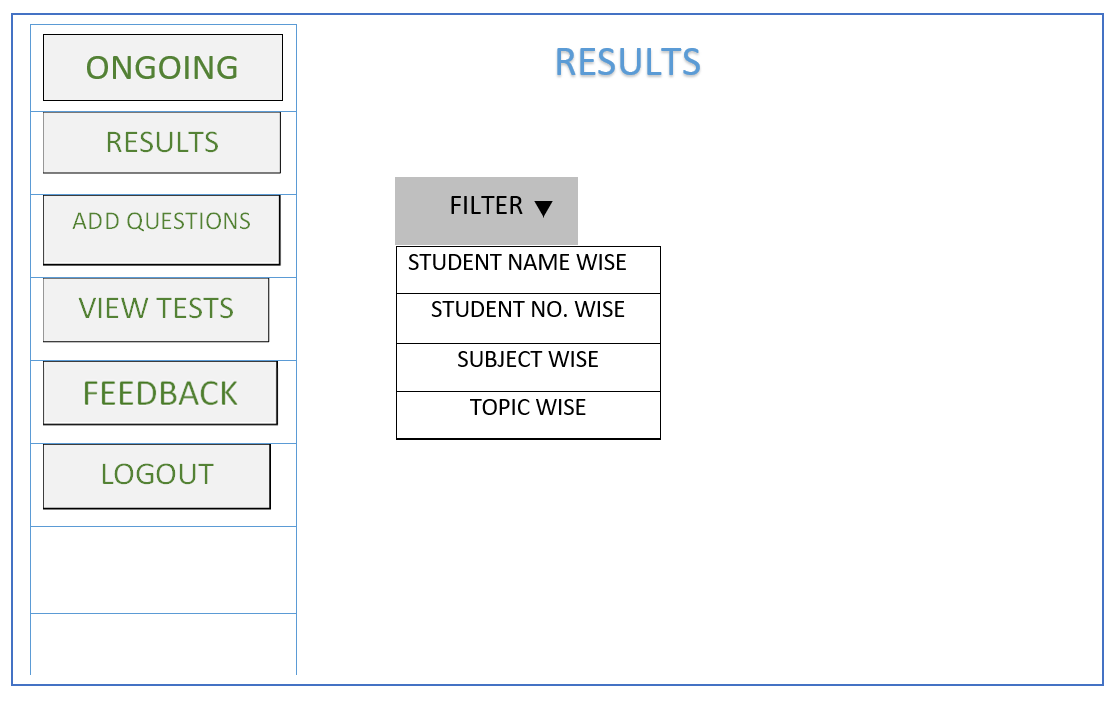 ONGOING
RESULTS
ADD QUESTIONS
VIEW TESTS
FEEDBACK
LOGOUT
RESULTS
FILTER ▼
STUDENT NAME WISE
STUDENT NO. WISE
SUBJECT WISE
TOPIC WISE